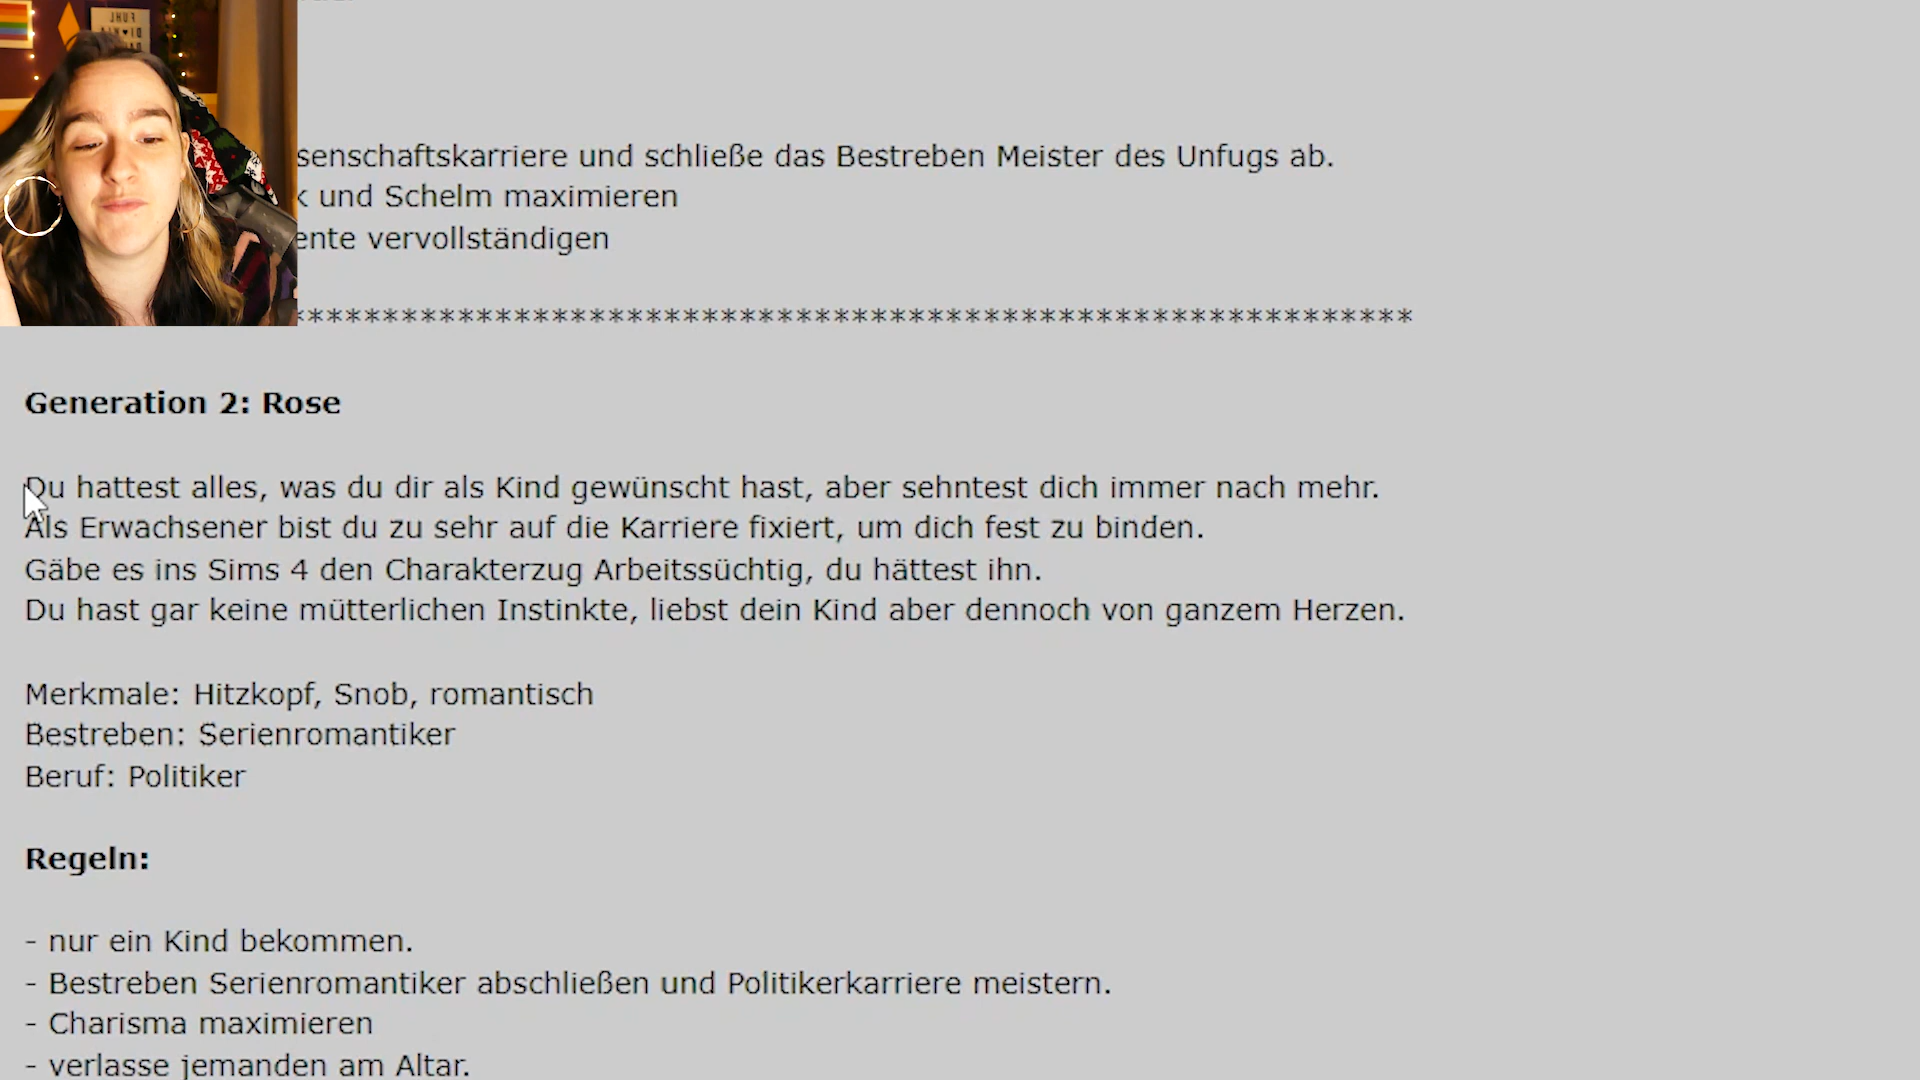 senschaftskarriere und schließe das Bestreben Meister des Unfugs ab.
k und Schelm maximieren
ente vervollständigen
***********************************************************************
Generation 2: Rose
Du hattest alles, was du dir als Kind gewünscht hast, aber sehntest dich immer nach mehr.
Als Erwachsener bist du zu sehr auf die Karriere fixiert, um dich fest zu binden.
Gäbe es ins Sims 4 den Charakterzug Arbeitssüchtig, du hättest ihn.
Du hast gar keine mütterlichen Instinkte, liebst dein Kind aber dennoch von ganzem Herzen.
Merkmale: Hitzkopf, Snob, romantisch
Bestreben: Serienromantiker
Beruf: Politiker
Regeln:
- nur ein Kind bekommen.
- Bestreben Serienromantiker abschließen und Politikerkarriere meistern.
- Charisma maximieren
- verlasse jemanden am Altar.